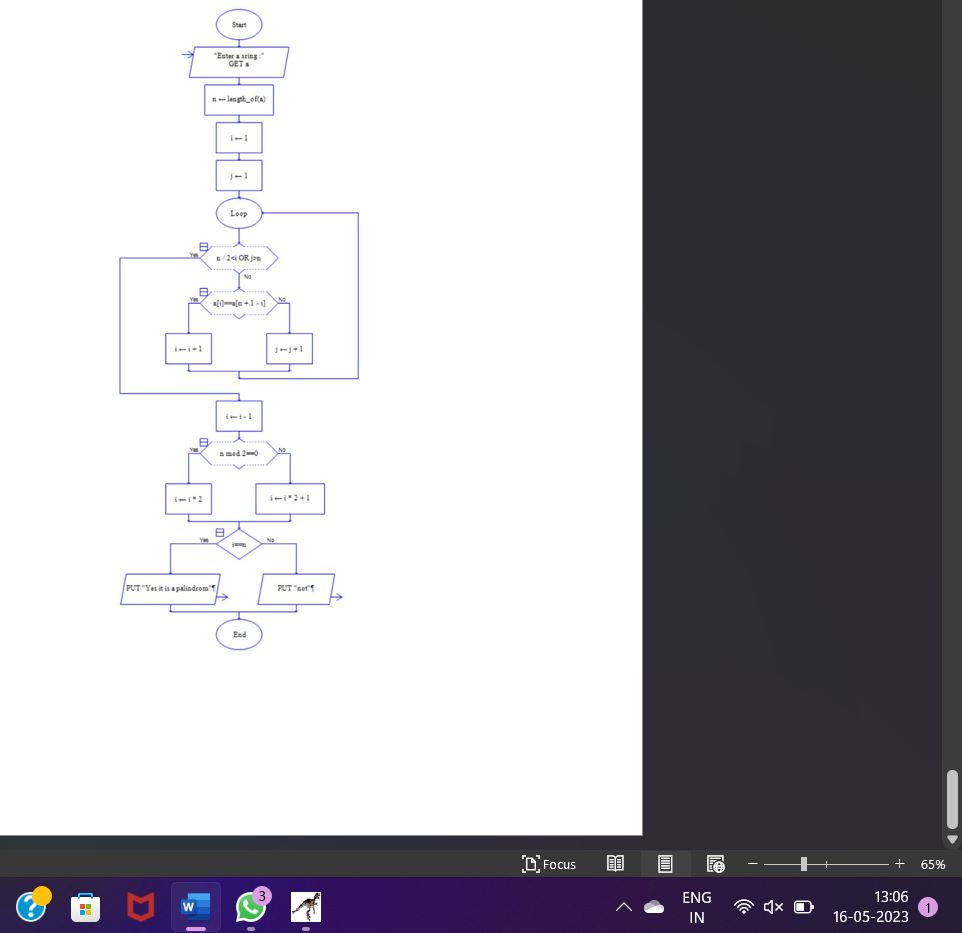 Start
"Enter a sring :"
GET a
n ← length_of(a)
i ← 1
j ← 1
Loop
Yes
n / 2<i OR j>n
No
Yes
a[i]==a[n + 1 - i]
No
i ← i + 1
j ← j + 1
i ← i - 1
Yes
n mod 2==0
No
i ← i * 2
i ← i * 2 + 1
Yes
i==n
No
PUT "Yes it is a palindrom"¶
PUT "not"¶
End
Focus
65%
3
W
ENG
IN
13:06
16-05-2023
1